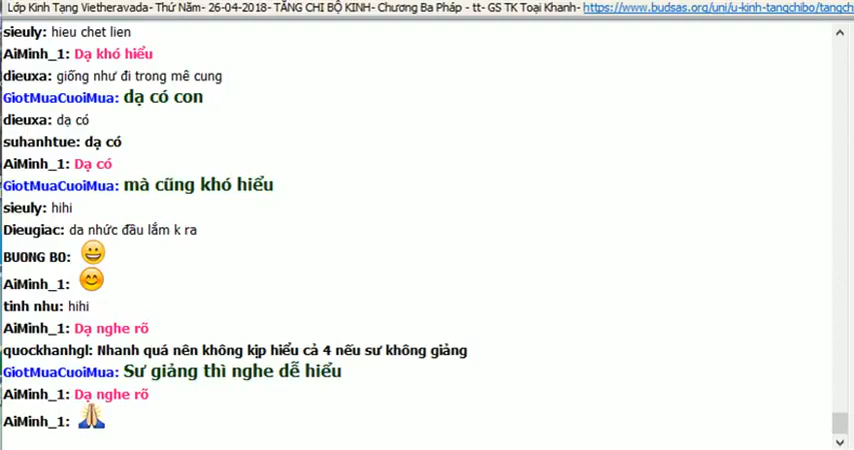 Lớp Kinh Tạng Vietheravada- Thứ Năm- 26-04-2018- TĂNG CHI BỘ KINH- Chương Ba Pháp - tt- GS TK Toại Khanh- https://www.budsas.org/uni/u-kinh-tangchibo/tangch
sieuly: hieu chet lien
AiMinh_1: Dạ khó hiểu
dieuxa: giống như đi trong mê cung
GiotMuaCuoiMua: dạ có con
dieuxa: dạ có
suhanhtue: dạ có
AiMinh_1: Dạ có
GiotMuaCuoiMua: mà cũng khó hiểu
sieuly: hihi
Dieugiac: da nhức đầu lắm k ra
BUONG BO: 😀
AiMinh_1: 😊
tinh nhu: hihi
AiMinh_1: Dạ nghe rõ
quockhanhgl: Nhanh quá nên không kịp hiểu cả 4 nếu sư không giảng
GiotMuaCuoiMua: Sư giảng thì nghe dễ hiểu
AiMinh_1: Dạ nghe rõ
AiMinh_1: 🙏